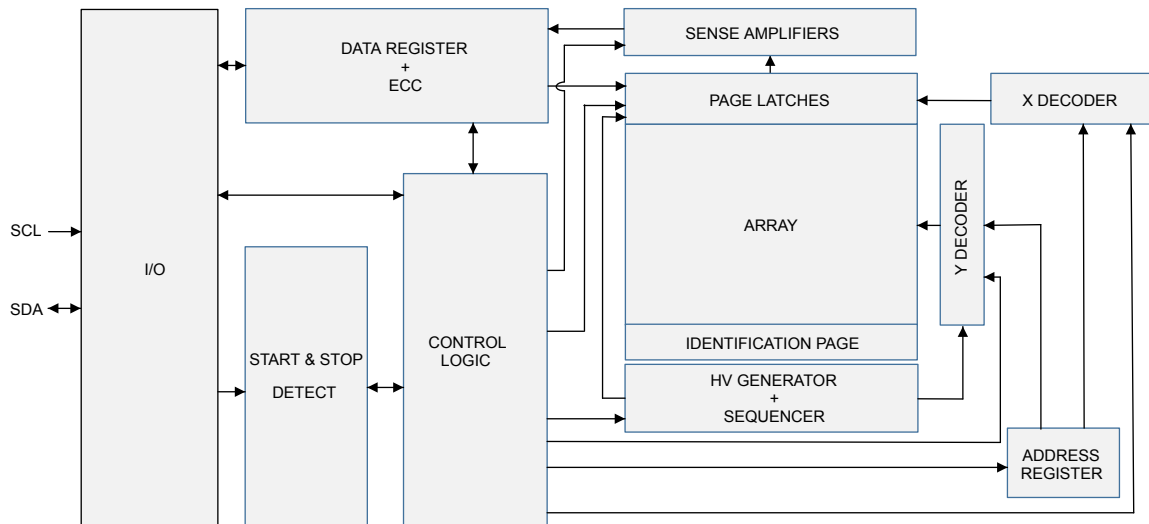 SENSE AMPLIFIERS
DATA REGISTER
+
ECC
PAGE LATCHES
X DECODER
Y DECODER
ARRAY
SCL
I/O
SDA
IDENTIFICATION PAGE
CONTROL
LOGIC
START & STOP
DETECT
HV GENERATOR
+
SEQUENCER
ADDRESS
REGISTER